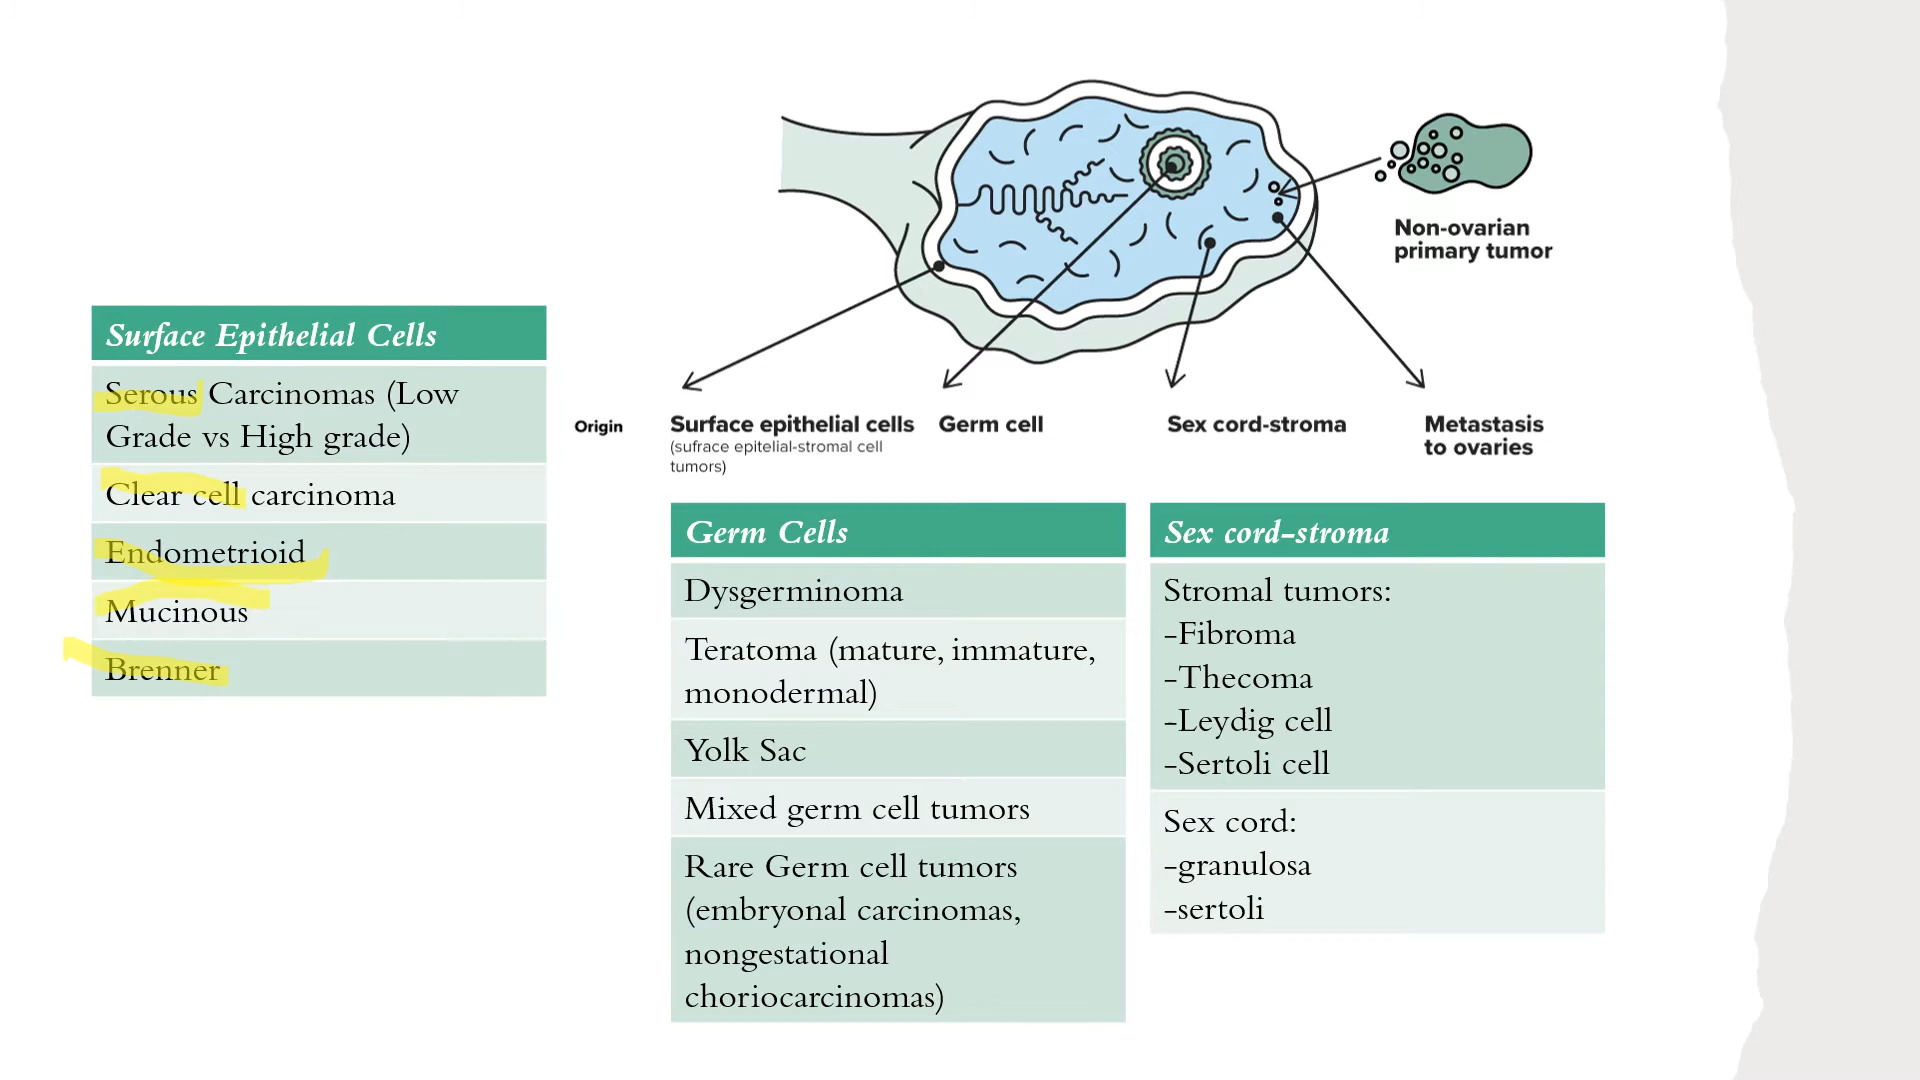 Non-ovarian
primary tumor
Surface Epithelial Cells
Serous Carcinomas (Low
Grade vs High grade)
Clear cell carcinoma
Endometrioid
Mucinous
Brenner
Origin
Surface epithelial cells
(sufrace epitelial-stromal cell
tumors)
Germ cell
Sex cord-stroma
Metastasis
to ovaries
Germ Cells
Dysgerminoma
Teratoma (mature, immature,
monodermal)
Yolk Sac
Mixed germ cell tumors
Rare Germ cell tumors
(embryonal carcinomas,
nongestational
choriocarcinomas)
Sex cord-stroma
Stromal tumors:
-Fibroma
-Thecoma
-Leydig cell
-Sertoli cell
Sex cord:
-granulosa
-sertoli